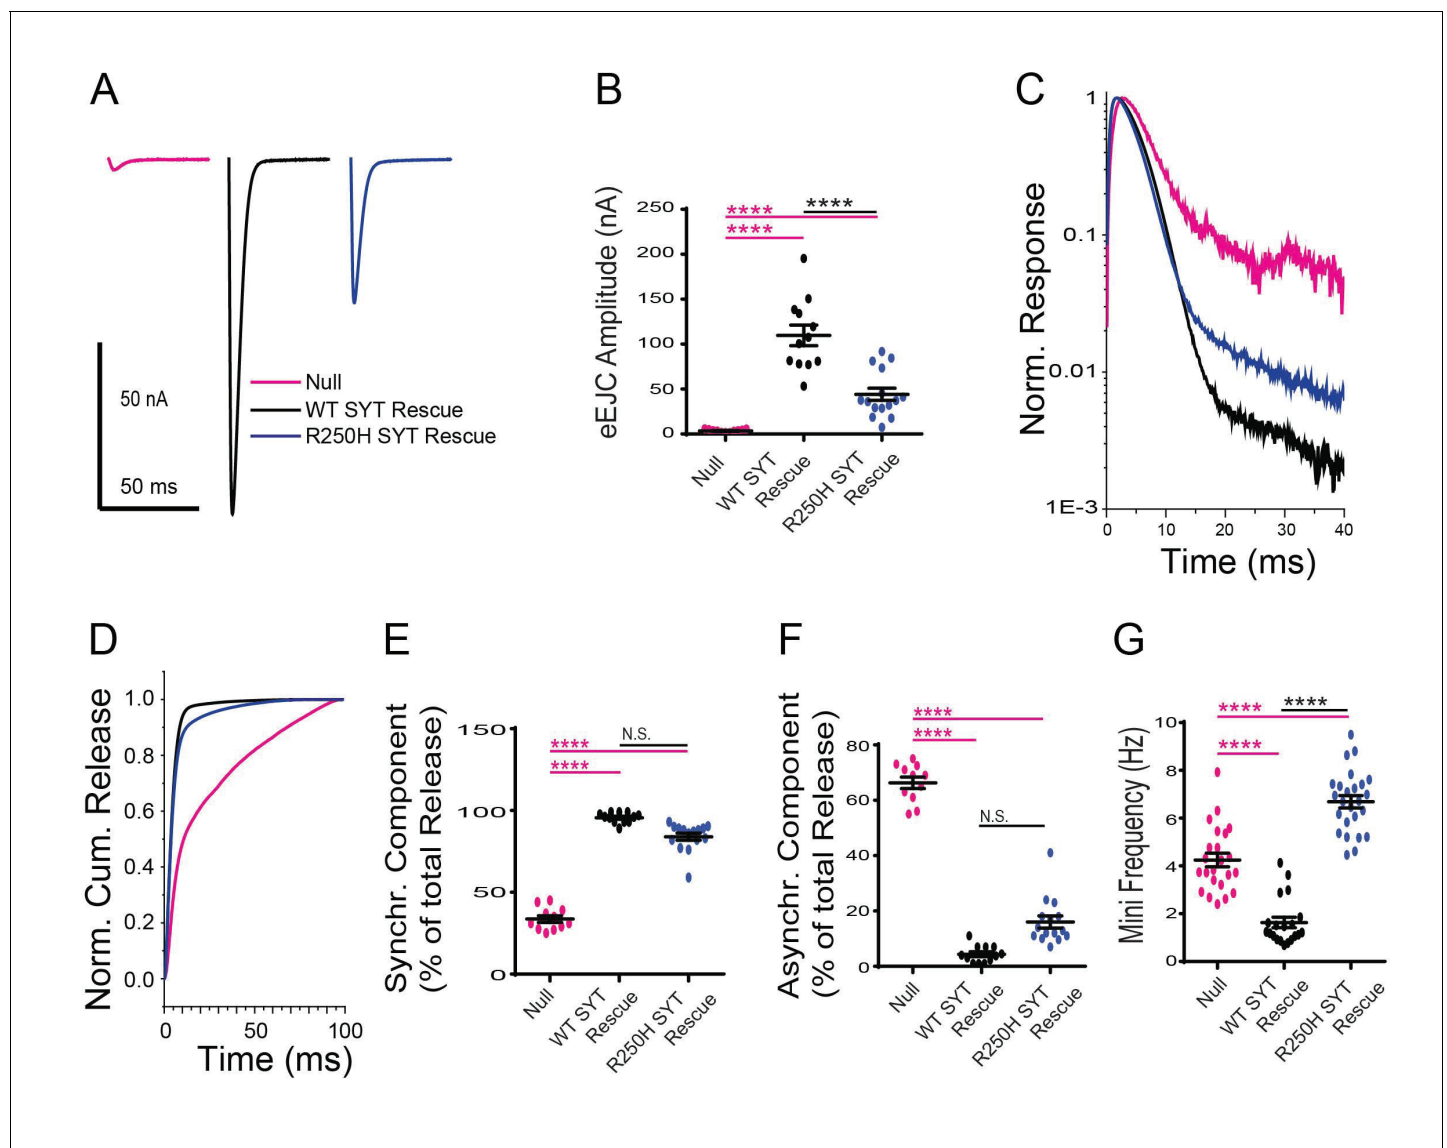 A
50 nA
50 ms
Null
WT SYT Rescue
R250H SYT Rescue
B
eEJC Amplitude (nA)
250
200
150
100
50
0
****
****
****
Null
WT SYT
Rescue
R250H SYT
Rescue
C
Norm. Response
1
0.1
0.01
1E-3
0
10
20
30
40
Time (ms)
D
Norm. Cum. Release
1.0
0.8
0.6
0.4
0.2
0.0
0
50
100
Time (ms)
E
Synchr. Component
(% of total Release)
150
100
50
0
****
****
N.S.
Null
WT SYT
Rescue
R250H SYT
Rescue
F
Asynchr. Component
(% of total Release)
80
60
40
20
0
****
****
N.S.
Null
WT SYT
Rescue
R250H SYT
Rescue
G
Mini Frequency (Hz)
10
8
6
4
2
0
****
****
****
Null
WT SYT
Rescue
R250H SYT
Rescue